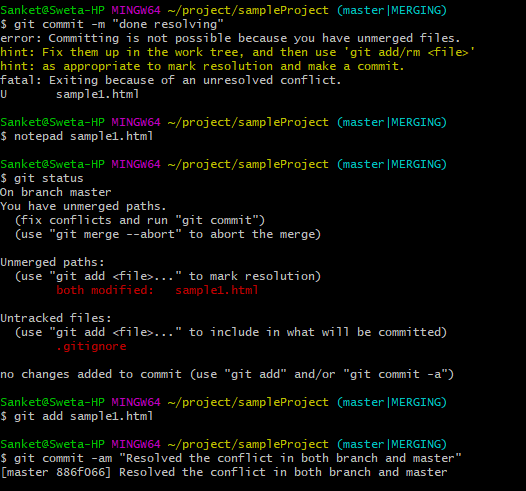 Sanket@Sweta-HP MINGW64 ~/project/sampleProject (master|MERGING)
$ git commit -m "done resolving"
error: Committing is not possible because you have unmerged files.
hint: Fix them up in the work tree, and then use 'git add/rm <file>'
hint: as appropriate to mark resolution and make a commit.
fatal: Exiting because of an unresolved conflict.
U       sample1.html
Sanket@Sweta-HP MINGW64 ~/project/sampleProject (master|MERGING)
$ notepad sample1.html
Sanket@Sweta-HP MINGW64 ~/project/sampleProject (master|MERGING)
$ git status
On branch master
You have unmerged paths.
  (fix conflicts and run "git commit")
  (use "git merge --abort" to abort the merge)
Unmerged paths:
  (use "git add <file>..." to mark resolution)
        both modified:   sample1.html
Untracked files:
  (use "git add <file>..." to include in what will be committed)
        .gitignore
no changes added to commit (use "git add" and/or "git commit -a")
Sanket@Sweta-HP MINGW64 ~/project/sampleProject (master|MERGING)
$ git add sample1.html
Sanket@Sweta-HP MINGW64 ~/project/sampleProject (master|MERGING)
$ git commit -am "Resolved the conflict in both branch and master"
[master 886f066] Resolved the conflict in both branch and master